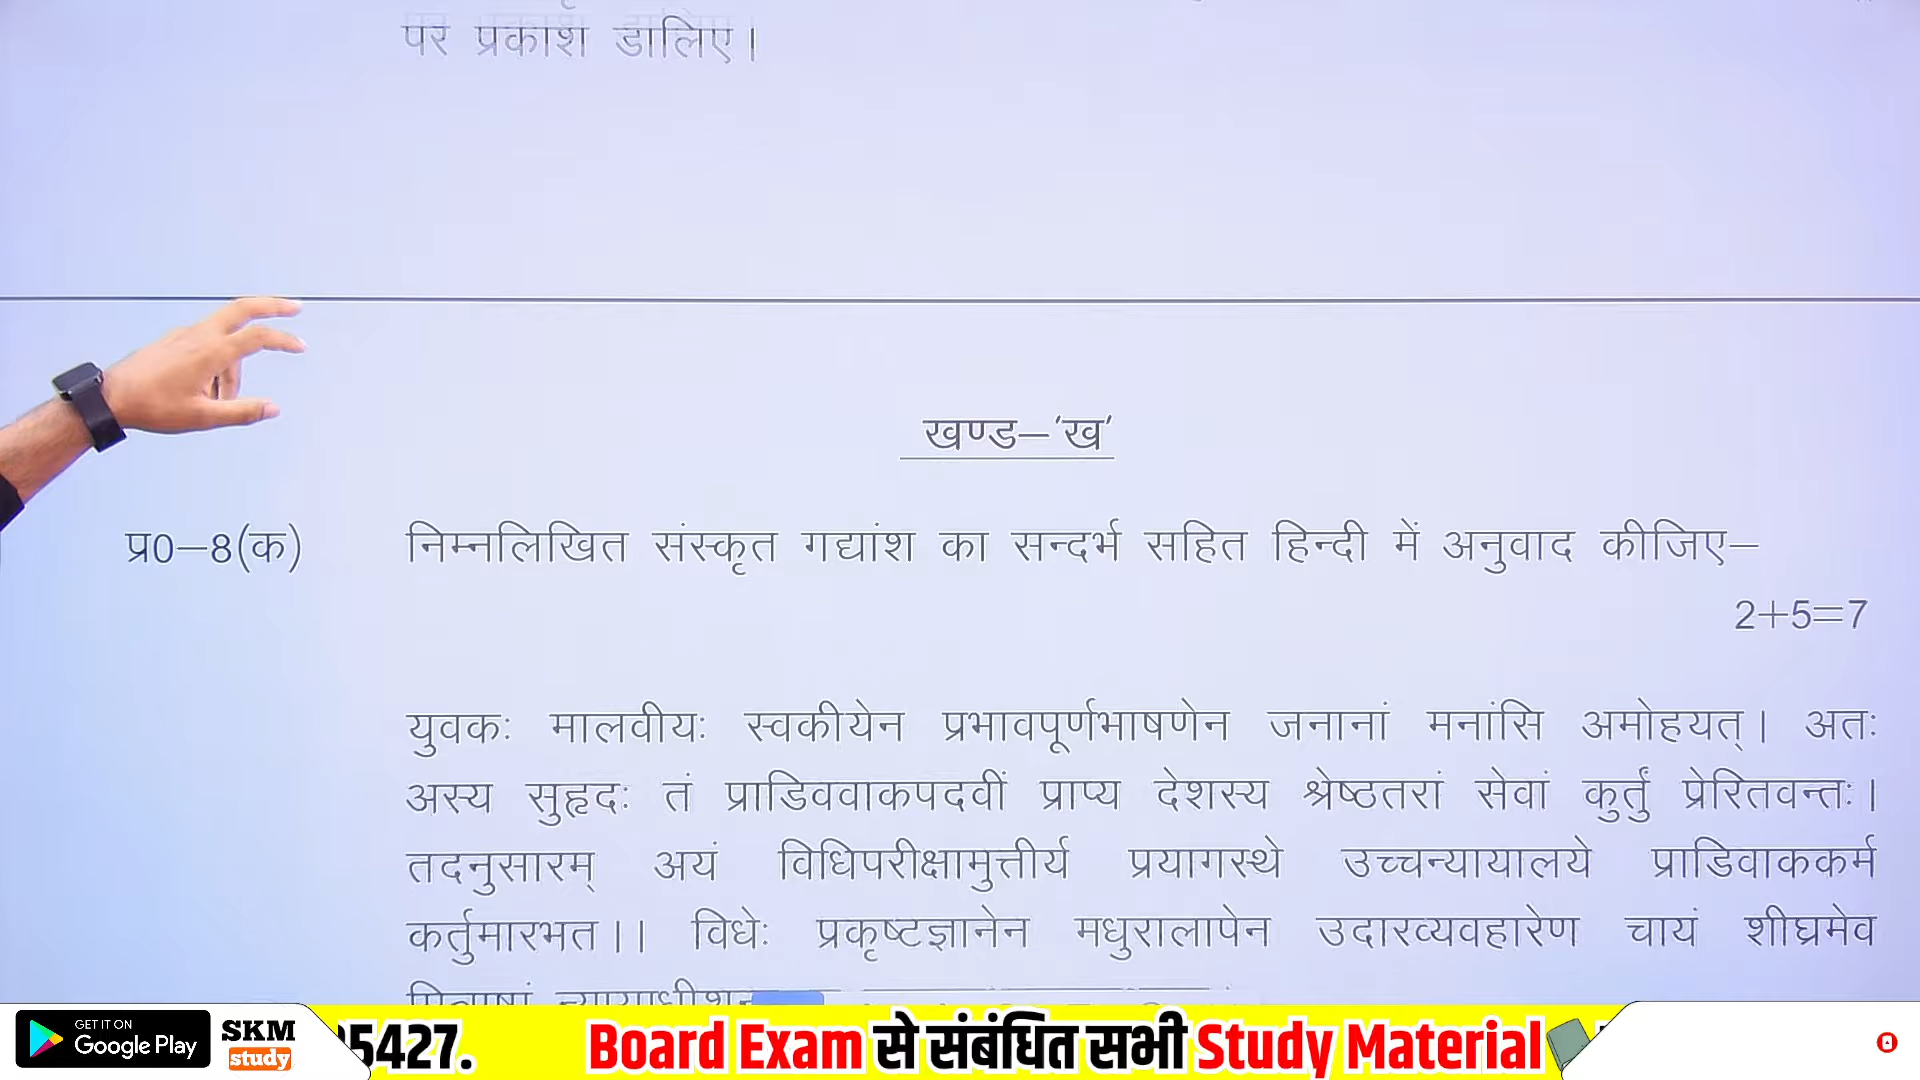 पर प्रकाश डालिए।
खण्ड–'ख'
प्र0–8(क) निम्नलिखित संस्कृत गद्यांश का सन्दर्भ सहित हिन्दी में अनुवाद कीजिए–
2+5=7
युवकः मालवीयः स्वकीयेन प्रभावपूर्णभाषणेन जनानां मनांसि अमोहयत्। अतः
अस्य सुहृदः तं प्राडिववाकपदवीं प्राप्य देशस्य श्रेष्ठतरां सेवां कुर्तुं प्रेरितवन्तः।
तदनुसारम् अयं विधिपरीक्षामुत्तीर्य प्रयागस्थे उच्चन्यायालये प्राडिवाककर्म
कर्तुमारभत।। विधेः प्रकृष्टज्ञानेन मधुरालापेन उदारव्यवहारेण चायं शीघ्रमेव
GET IT ON
Google Play
SKM
study
5427. Board Exam से संबंधित सभी Study Material